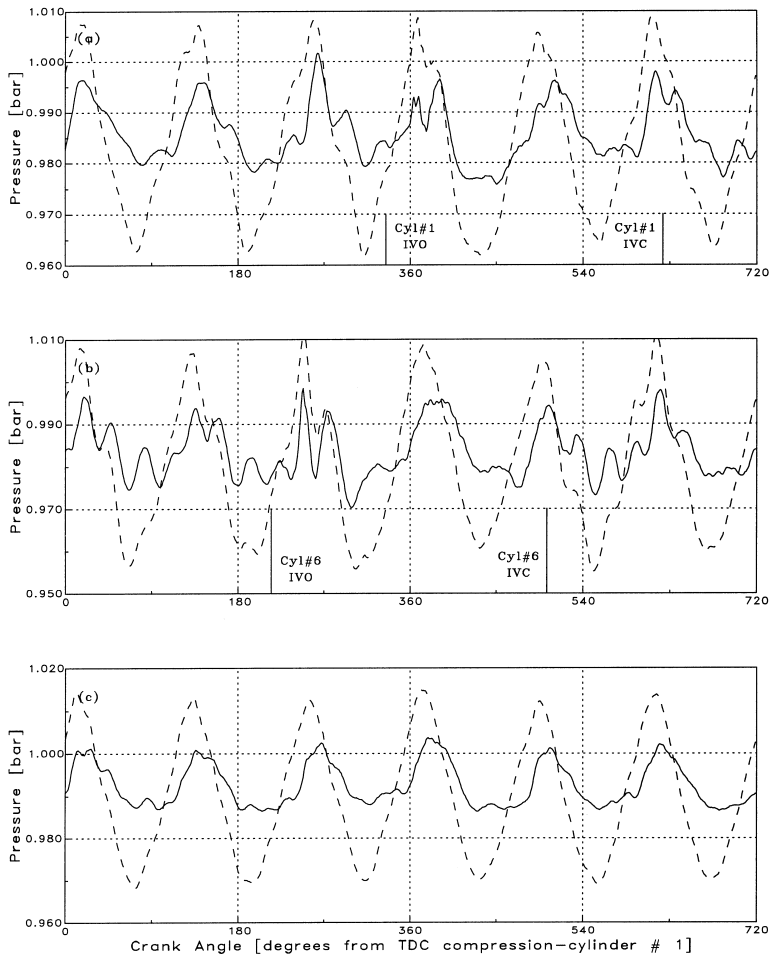 1.010
(a)
1.000
0.990
0.980
0.970
0.960
Pressure [bar]
Cyl#1
IVO
Cyl#1
IVC
0
180
360
540
720
1.010
(b)
0.990
0.970
0.950
Pressure [bar]
Cyl#6
IVO
Cyl#6
IVC
0
180
360
540
720
1.020
(c)
1.000
0.980
0.960
Pressure [bar]
0
180
360
540
720
Crank Angle [degrees from TDC compression-cylinder # 1]